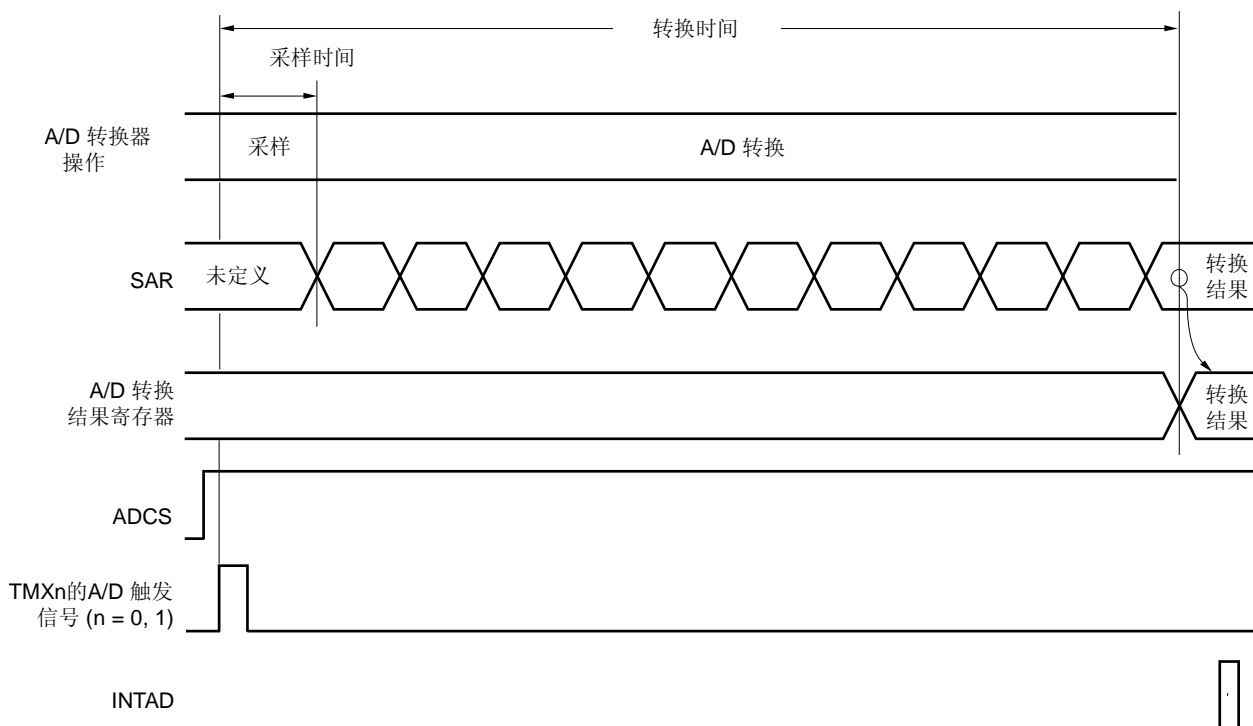 转换时间
采样时间
A/D 转换器
操作
采样
A/D 转换
SAR
未定义
转换
结果
A/D 转换
结果寄存器
转换
结果
ADCS
TMXn的A/D 触发
信号 (n = 0, 1)
INTAD